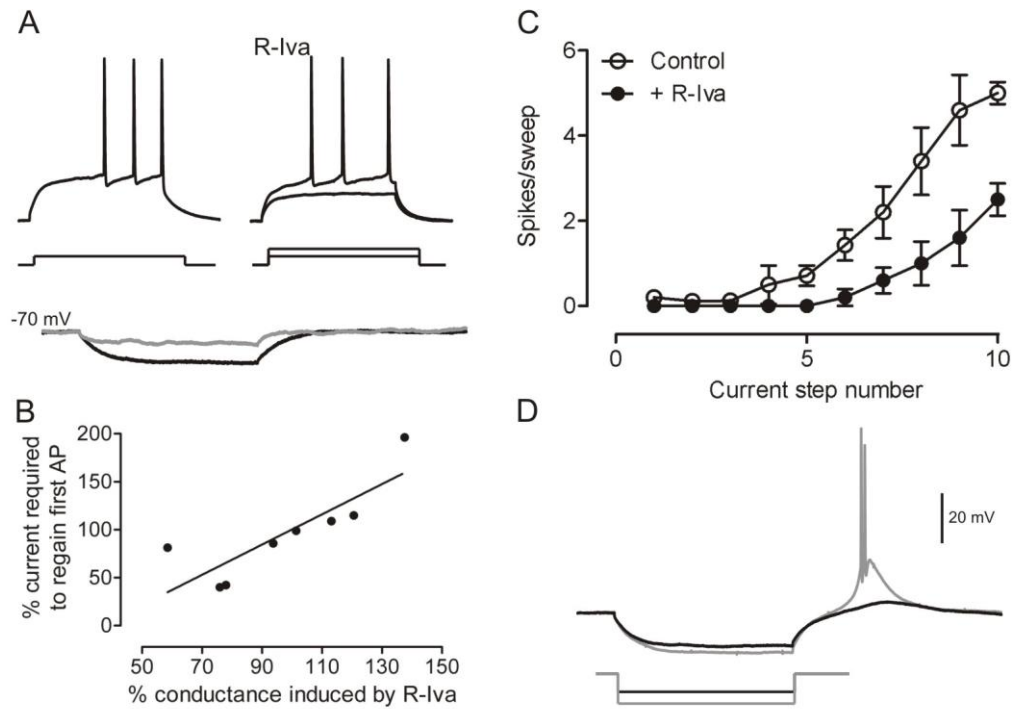 A
R-Iva
-70 mV
B
% current required
to regain first AP
200
150
100
50
0
50 70 90 110 130 150
% conductance induced by R-Iva
C
Spikes/sweep
6
4
2
0
Control
+ R-Iva
0 5 10
Current step number
D
20 mV